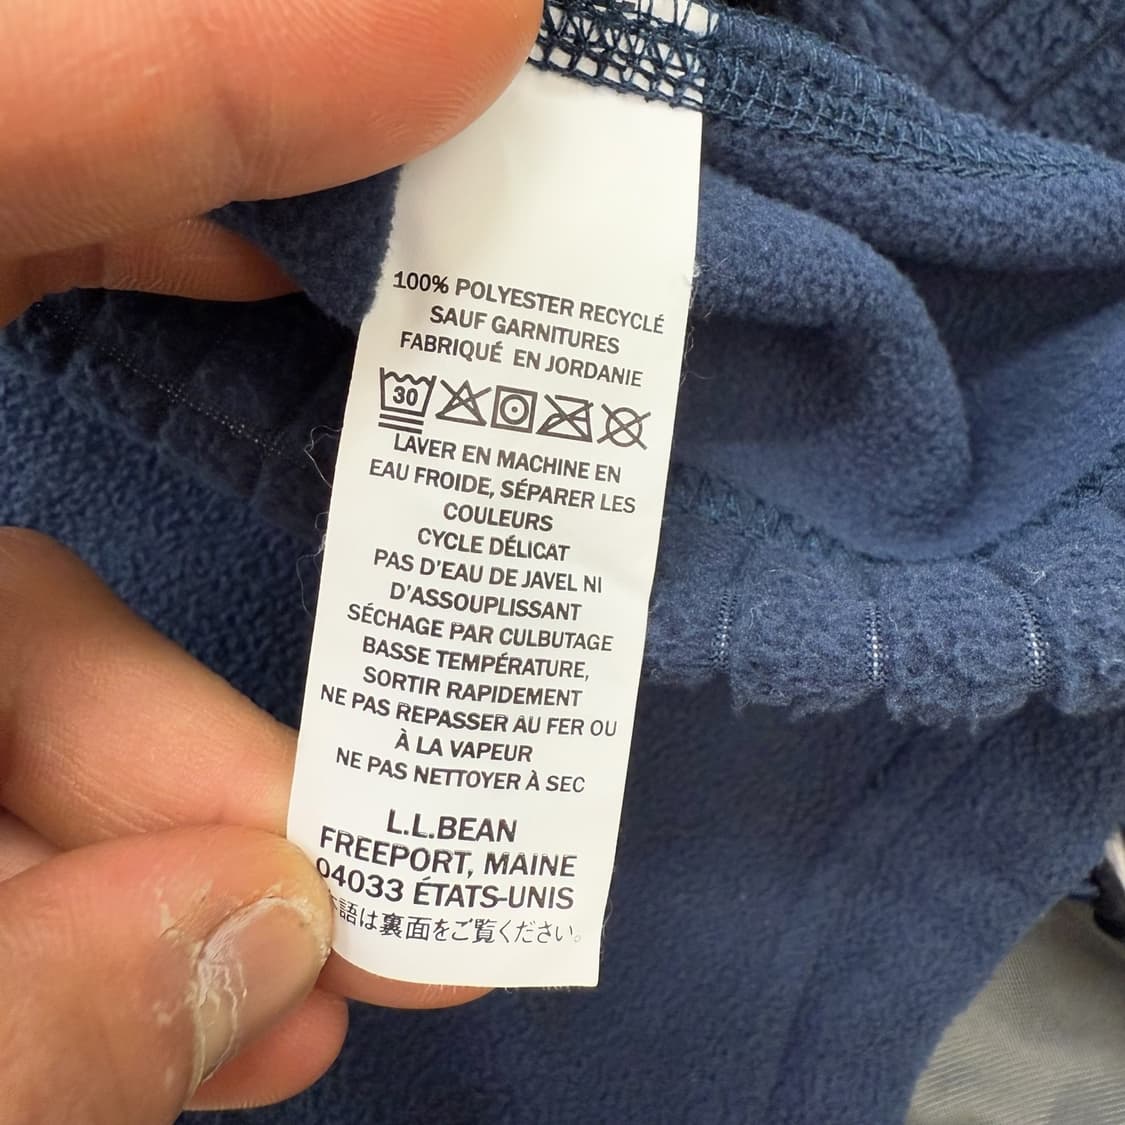 100% POLYESTER RECYCLÉ
SAUF GARNITURES
FABRIQUÉ EN JORDANIE
30
LAVER EN MACHINE EN
EAU FROIDE, SÉPARER LES
COULEURS
CYCLE DÉLICAT
PAS D'EAU DE JAVEL NI
D'ASSOUPLISSANT
SÉCHAGE PAR CULBUTAGE
BASSE TEMPÉRATURE,
SORTIR RAPIDEMENT
NE PAS REPASSER AU FER OU
À LA VAPEUR
NE PAS NETTOYER À SEC
L.L.BEAN
FREEPORT, MAINE
04033 ÉTATS-UNIS
語は裏面をご覧ください。